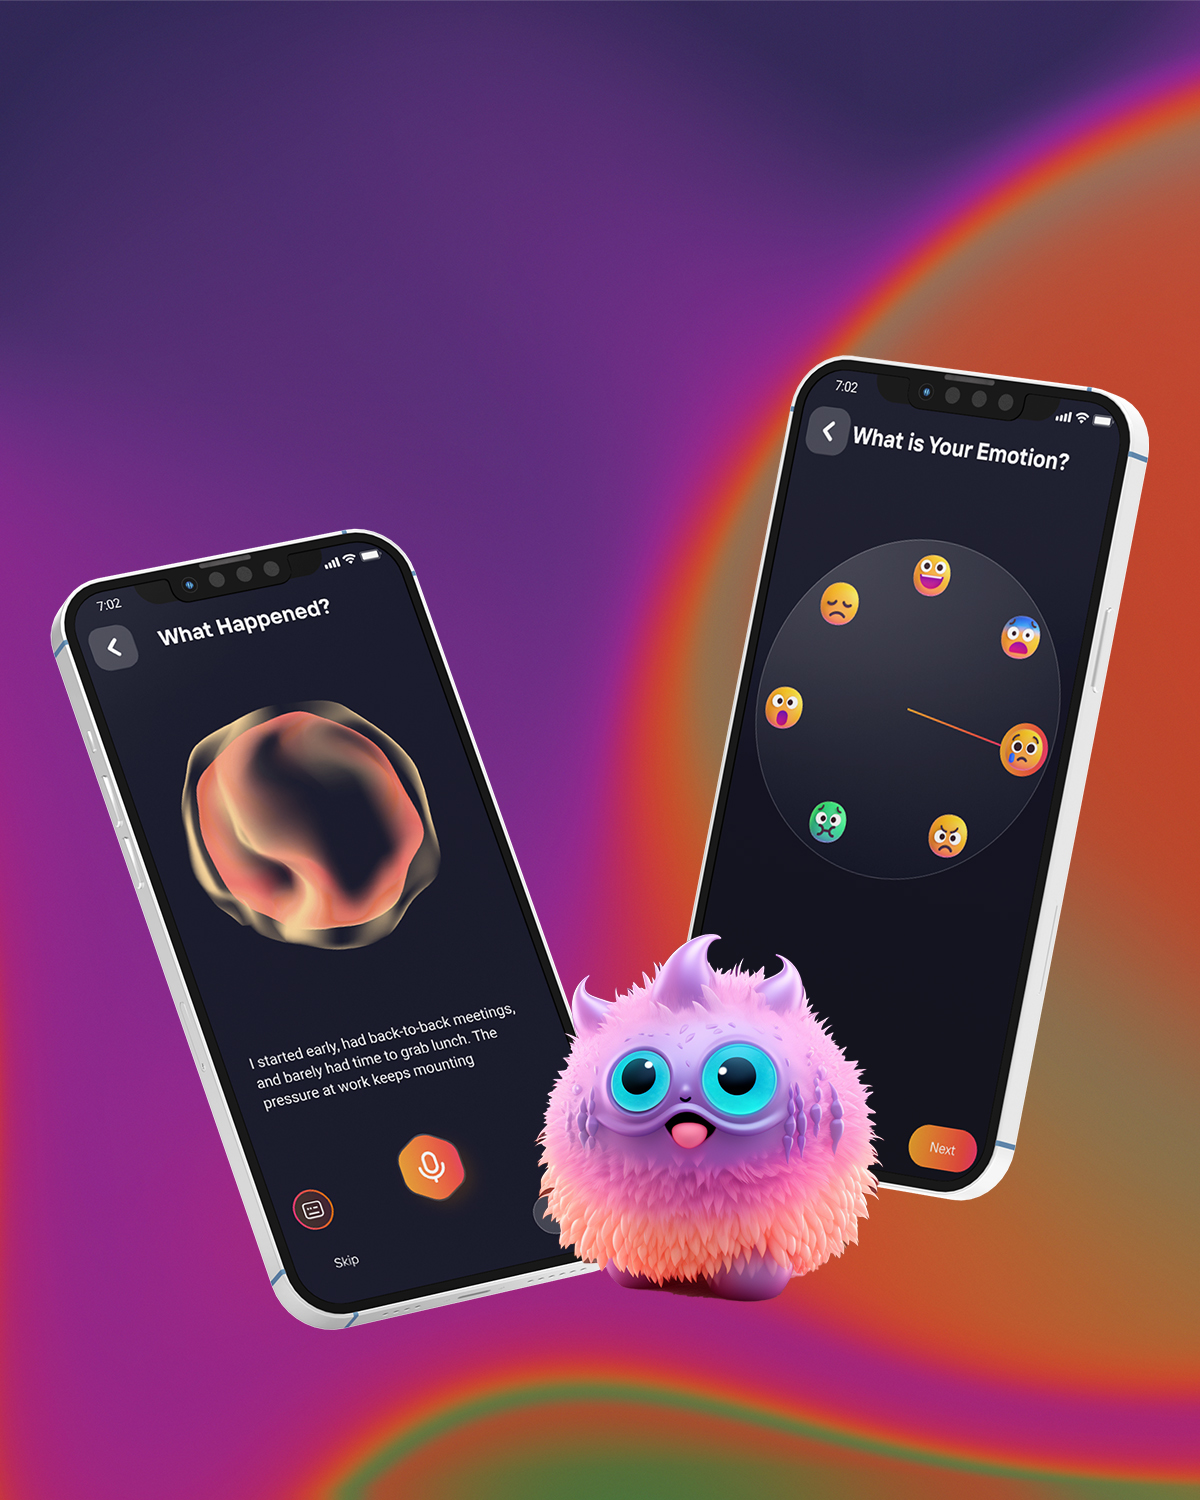 7:02
What Happened?
I started early, had back-to-back meetings,
and barely had time to grab lunch. The
pressure at work keeps mounting
Skip
7:02
What is Your Emotion?
Next